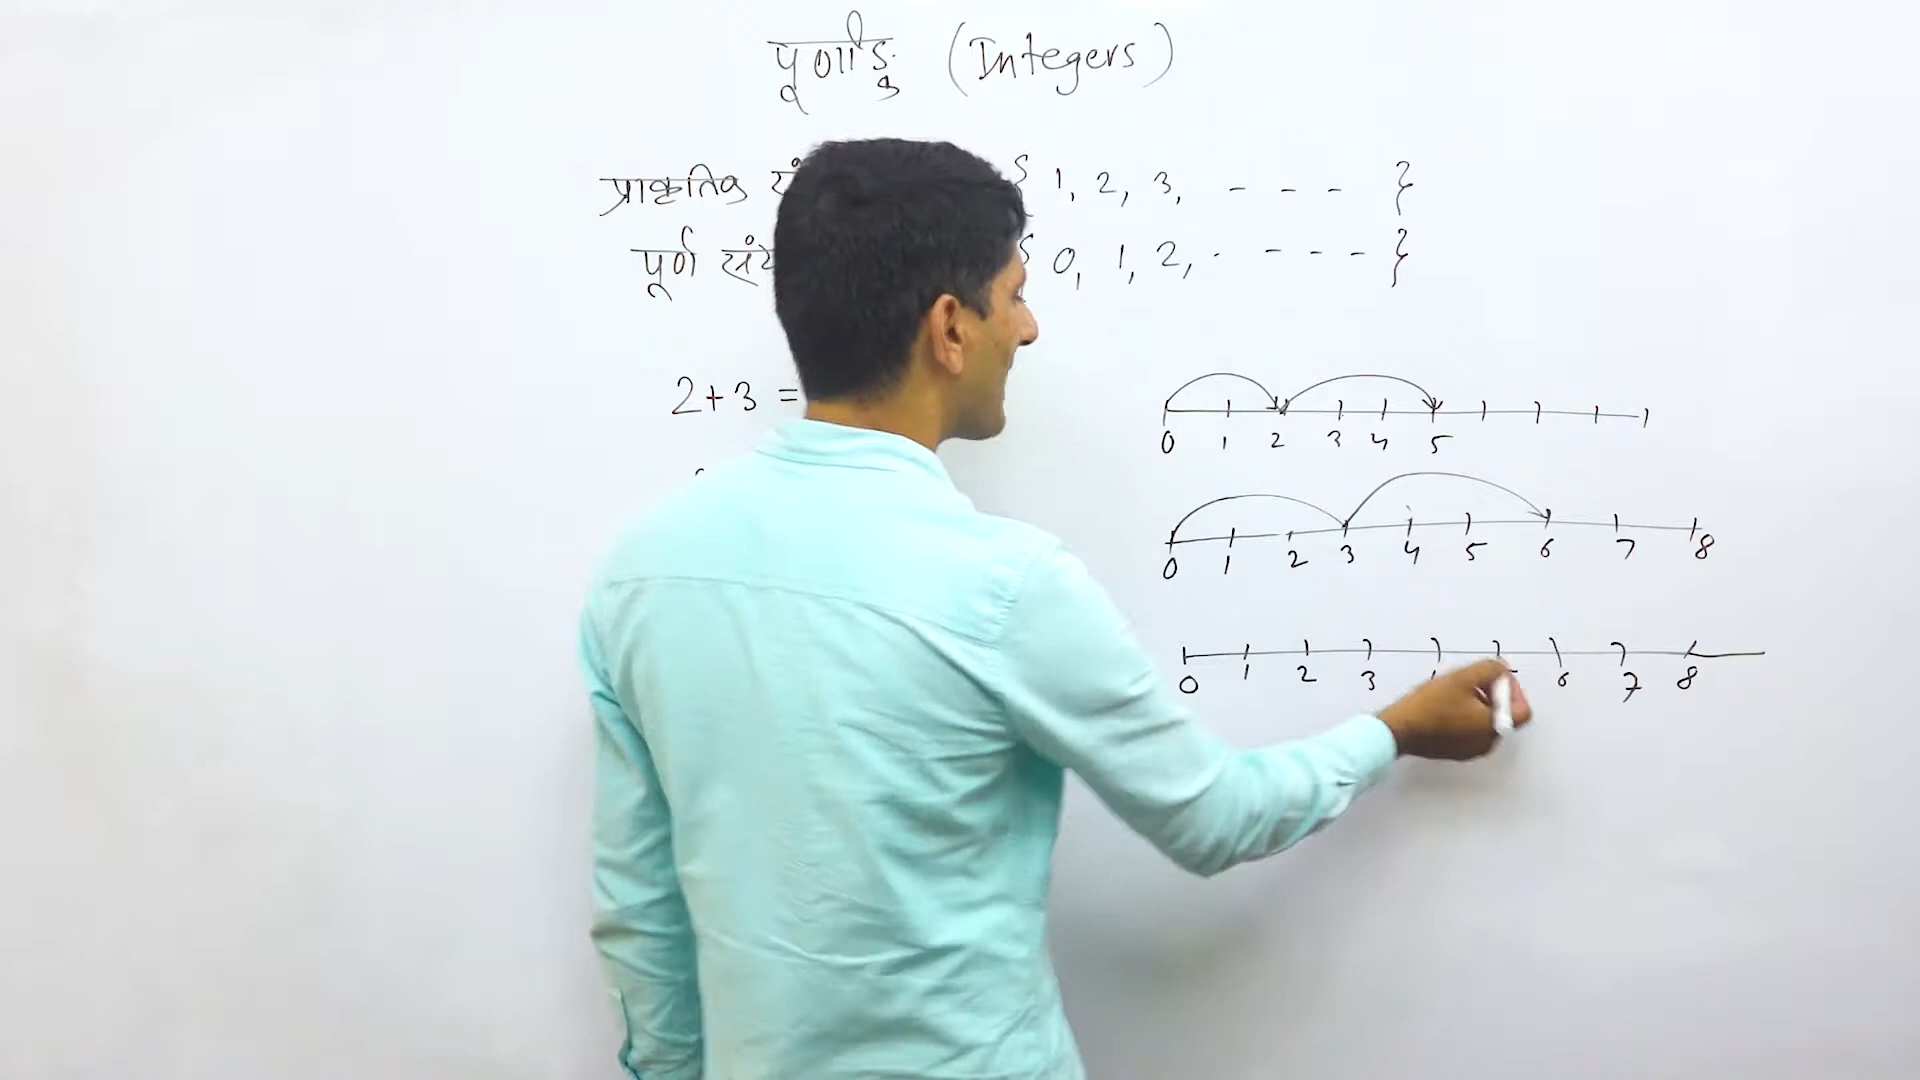 पूर्णाङ्क (Integers)
प्राकृतिक { 1, 2, 3, - - - }
पूर्ण { 0, 1, 2, - - - - }
2+3 =
0 1 2 3 4 5
0 1 2 3 4 5 6 7 8
0 1 2 3 6 7 8